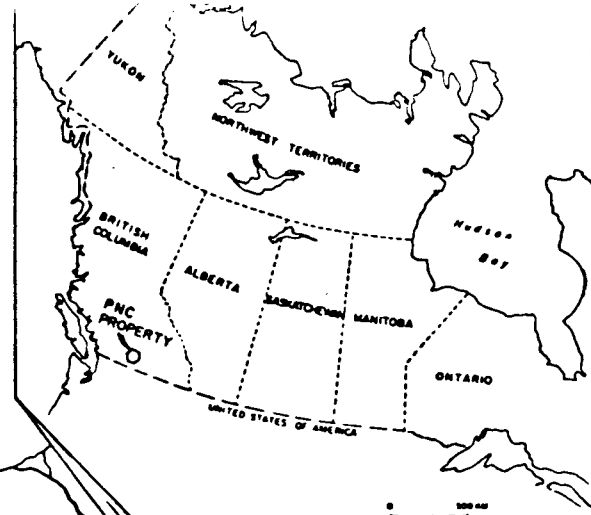 YUKON
NORTHWEST TERRITORIES
Hudson
Bay
BRITISH
COLUMBIA
ALBERTA
SASKATCHEWAN
MANITOBA
PNC
PROPERTY
ONTARIO
UNITED STATES OF AMERICA
0